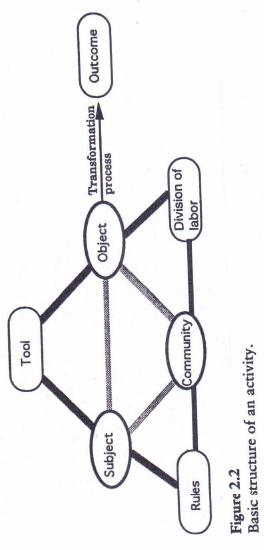 Tool
Subject
Object
Transformation
process
Outcome
Rules
Community
Division of
labor
Figure 2.2
Basic structure of an activity.